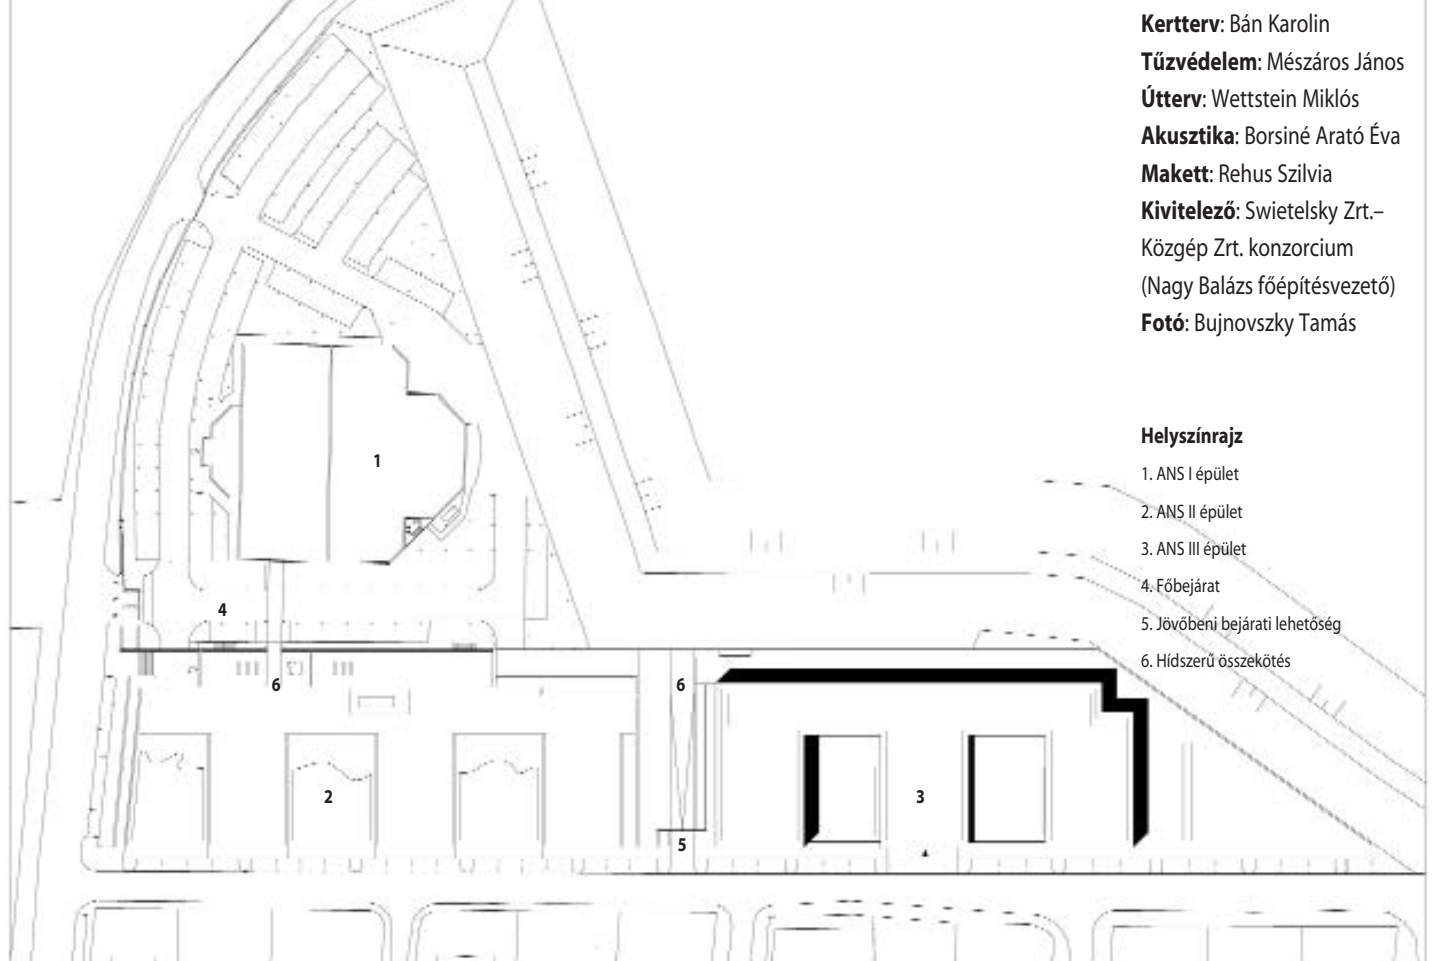 Kertterv: Bán Karolin
Tűzvédelem: Mészáros János
Útterv: Wettstein Miklós
Akusztika: Borsiné Arató Éva
Makett: Rehus Szilvia
Kivitelező: Swietelsky Zrt.–
Közgép Zrt. konzorcium
(Nagy Balázs főépítésvezető)
Fotó: Bujnovszky Tamás
Helyszínrajz
1. ANS I épület
2. ANS II épület
3. ANS III épület
4. Főbejárat
5. Jövőbeni bejárati lehetőség
6. Hídszerű összekötés
1
4
6
6
2
3
5